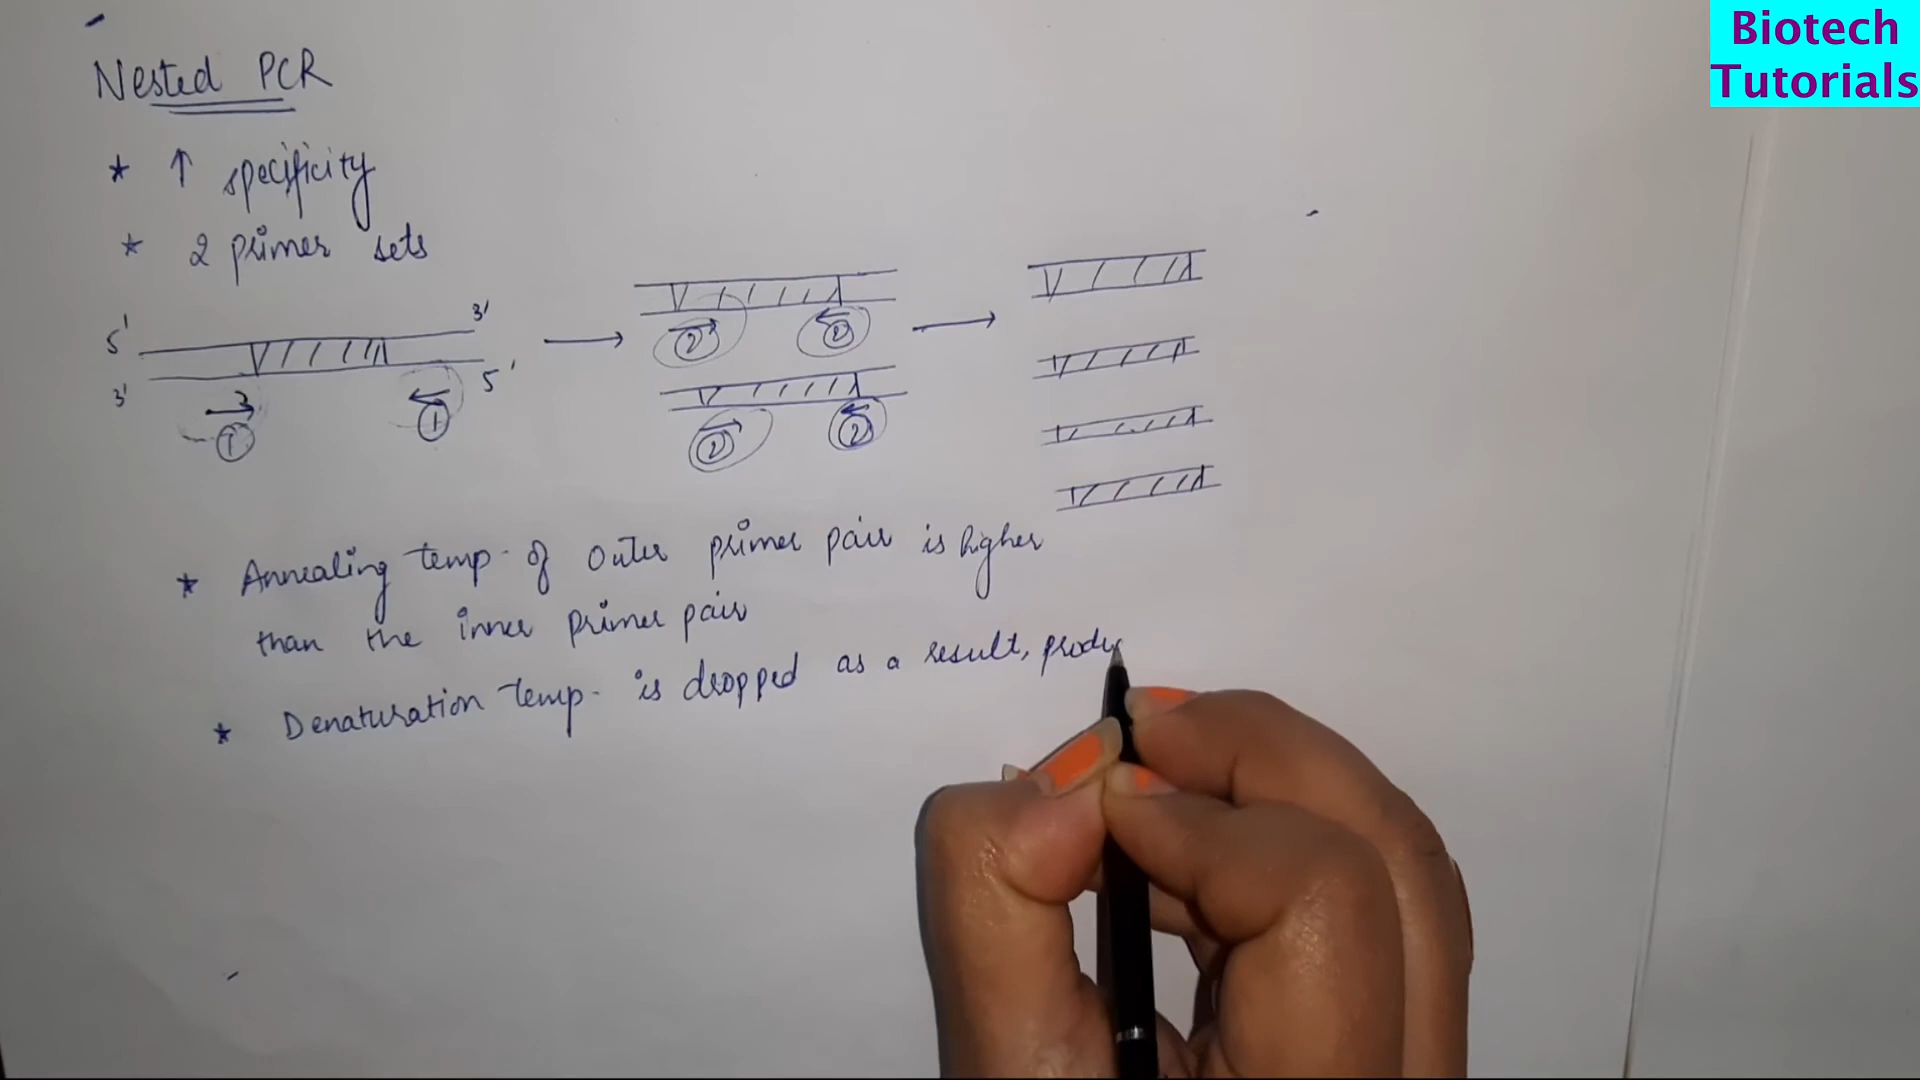 Biotech
Tutorials
Nested PCR
* ↑ specificity
* 2 primer sets
5' 3'
3' 5'
1 1
2 2
2 2
* Annealing temp. of outer primer pair is higher
than the inner primer pair
* Denaturation temp. is dropped as a result, produ